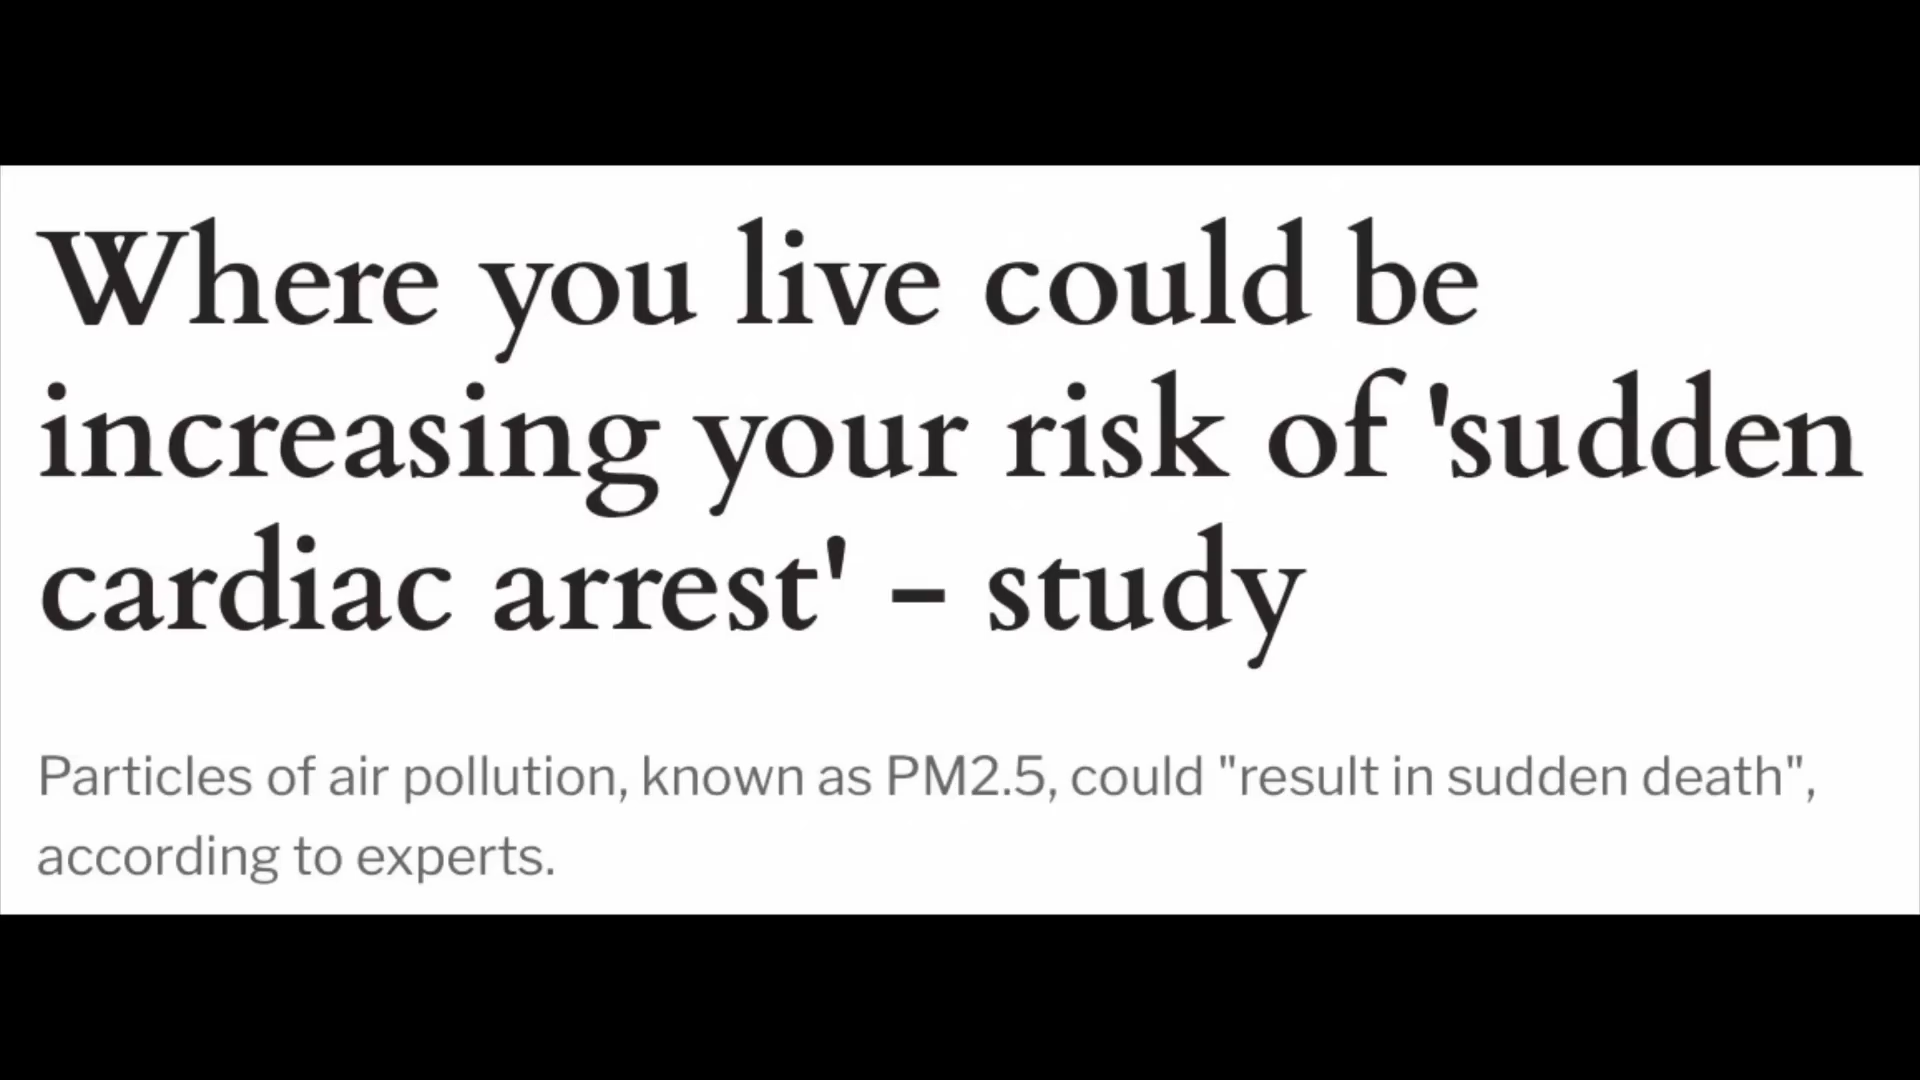 Where you live could be
increasing your risk of 'sudden
cardiac arrest' - study
Particles of air pollution, known as PM2.5, could "result in sudden death",
according to experts.